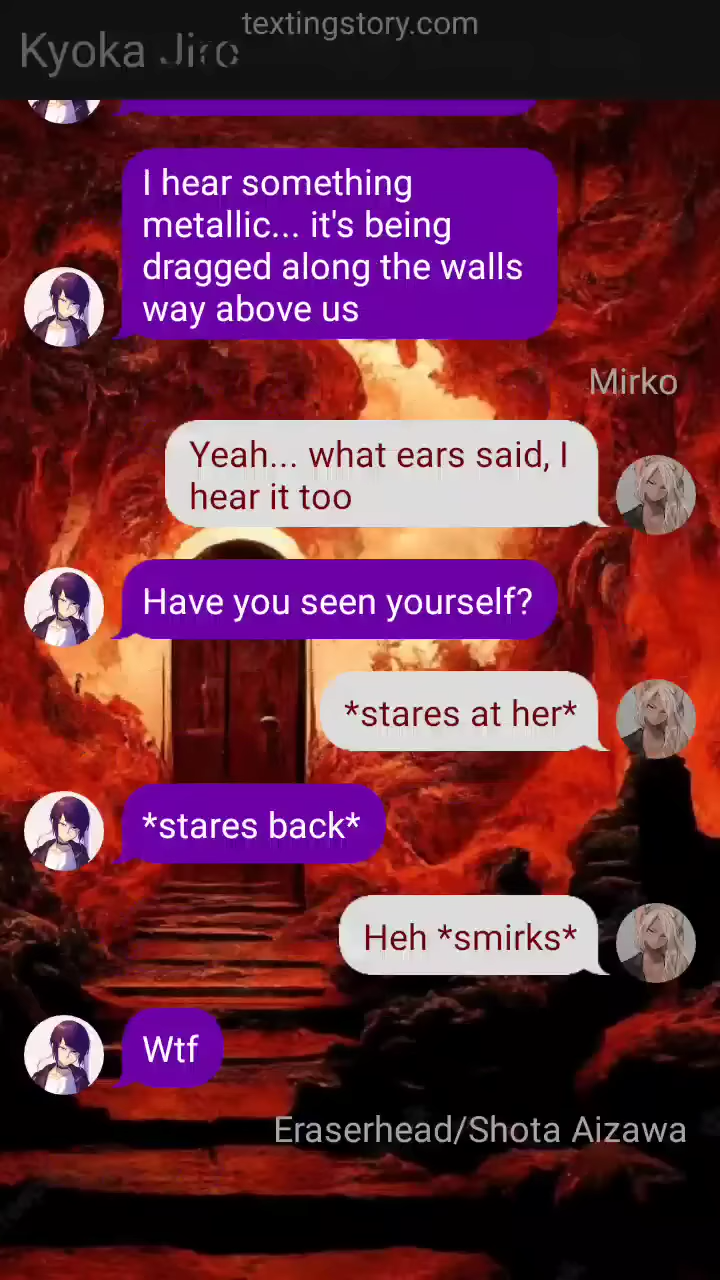 textingstory.com
Kyoka Jiro
I hear something
metallic... it's being
dragged along the walls
way above us
Mirko
Yeah... what ears said, I
hear it too
Have you seen yourself?
*stares at her*
*stares back*
Heh *smirks*
Wtf
Eraserhead/Shota Aizawa